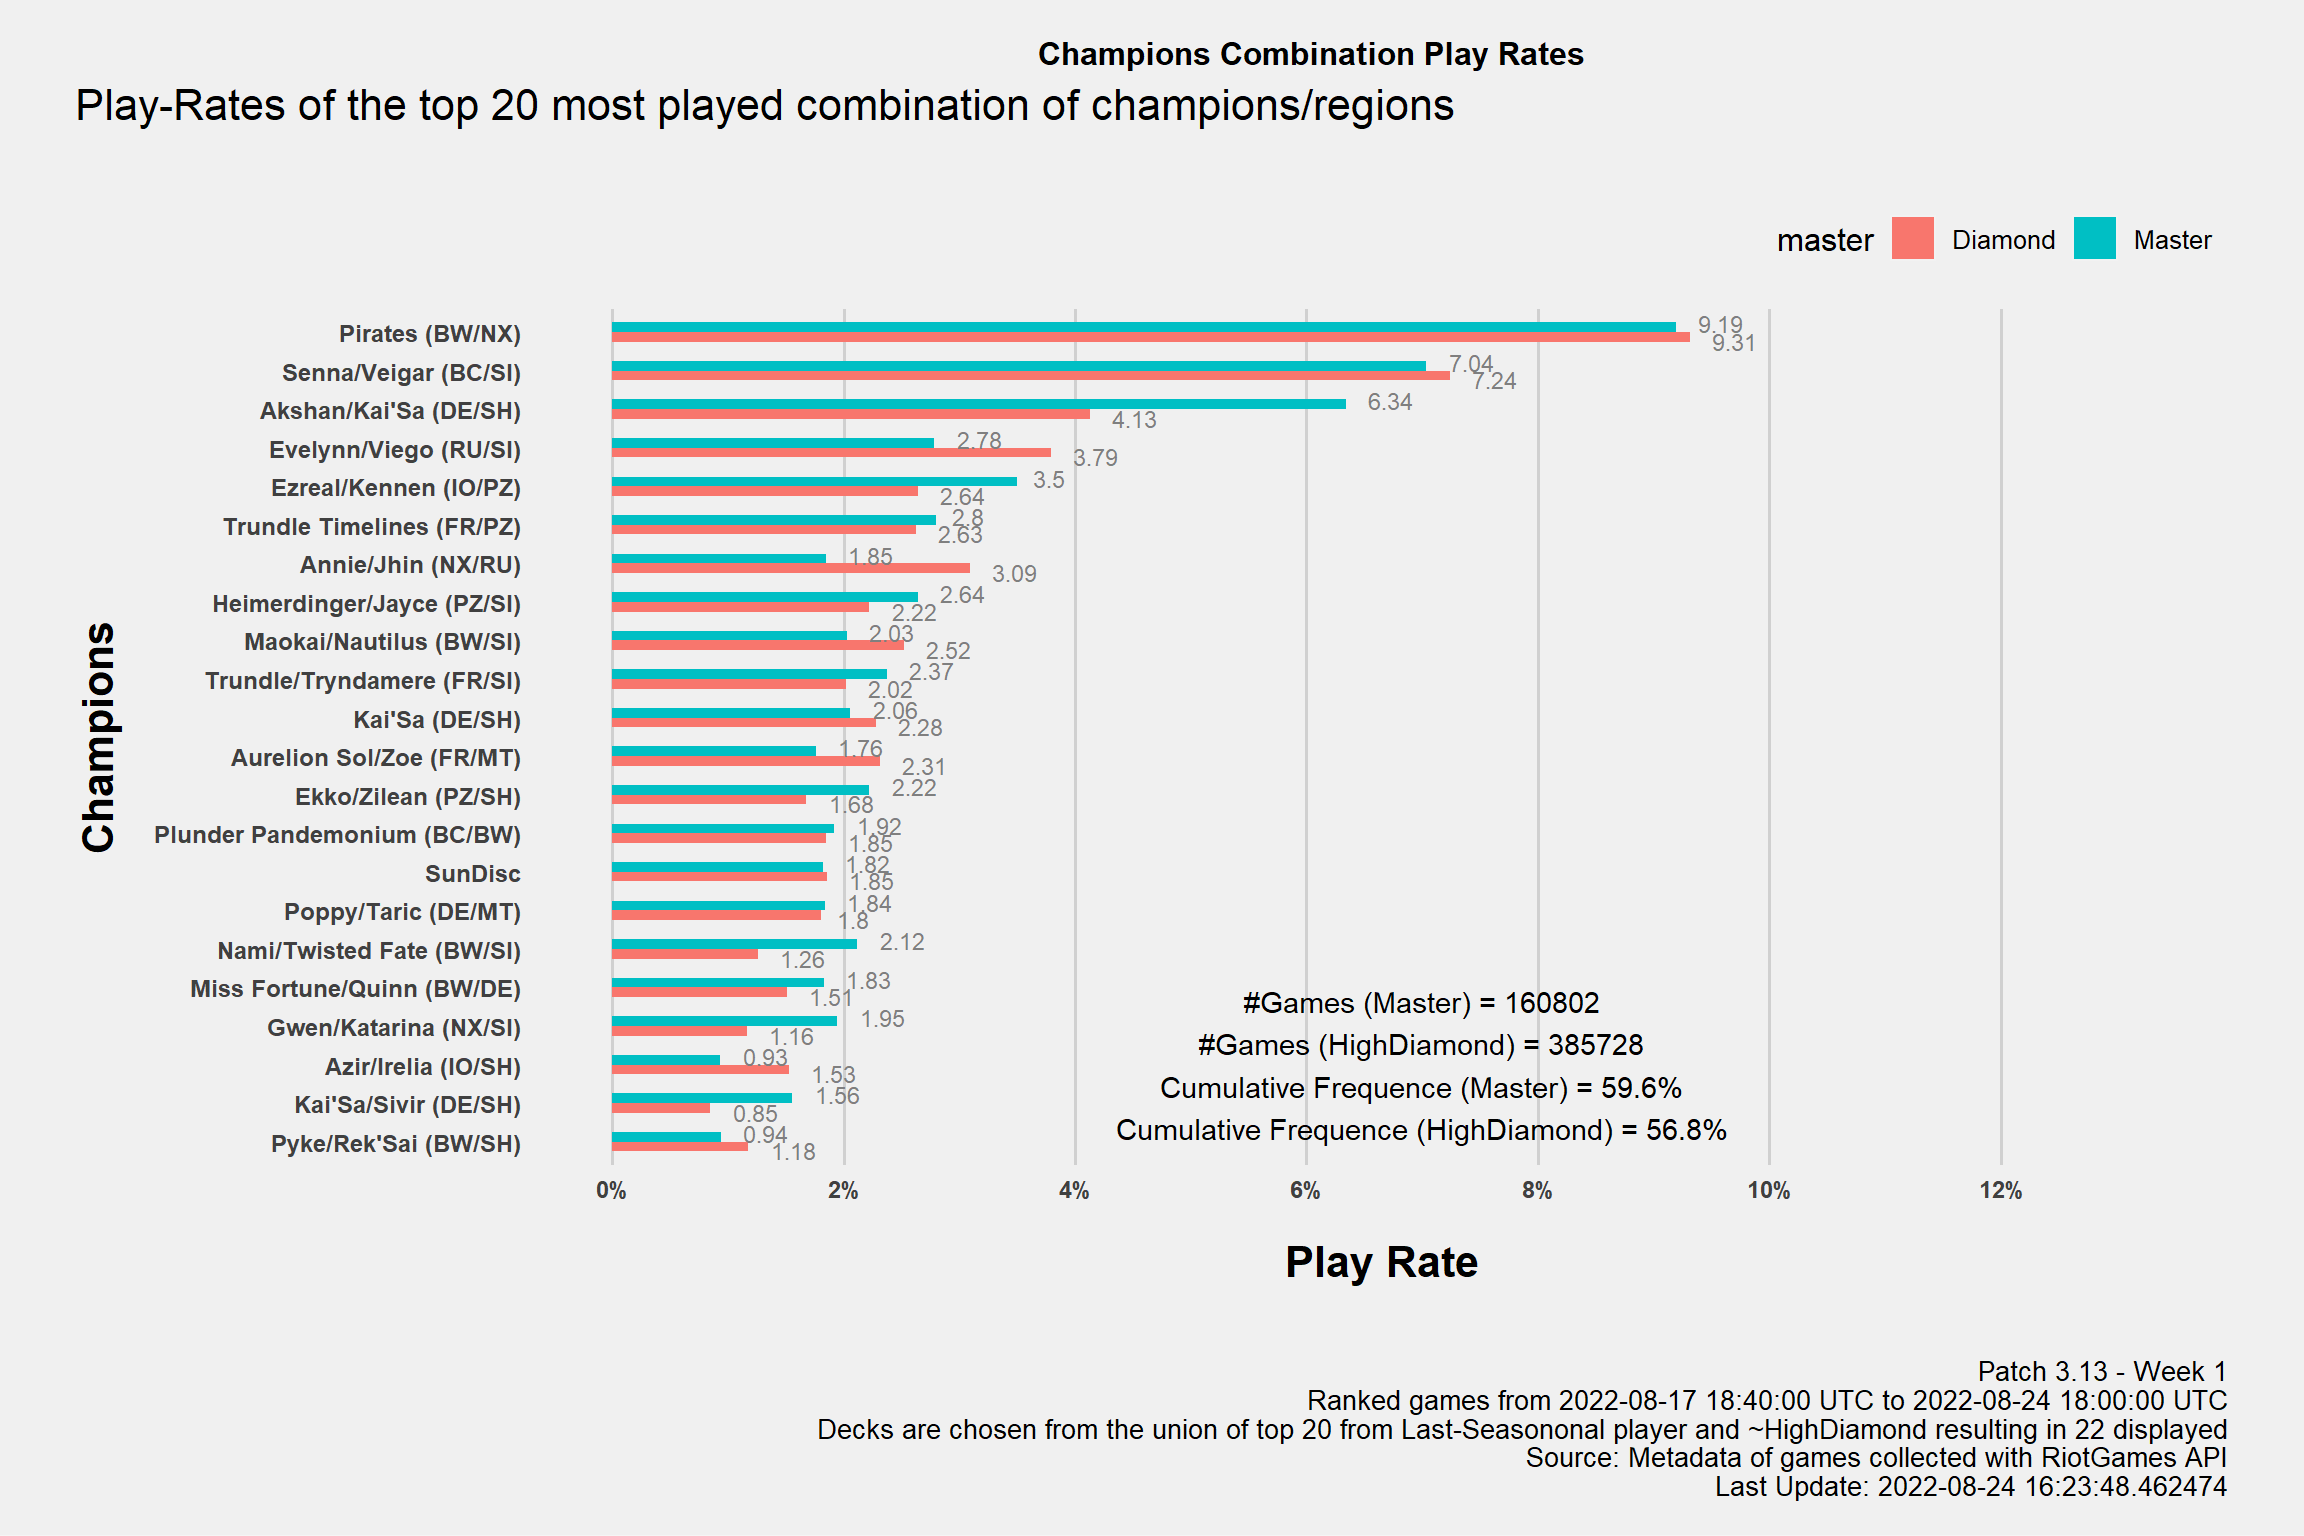 Champions Combination Play Rates
Play-Rates of the top 20 most played combination of champions/regions
master Diamond Master
Champions
Pirates (BW/NX) 9.19 9.31
Senna/Veigar (BC/SI) 7.04 7.24
Akshan/Kai'Sa (DE/SH) 6.34 4.13
Evelynn/Viego (RU/SI) 2.78 3.79
Ezreal/Kennen (IO/PZ) 3.5 2.64
Trundle Timelines (FR/PZ) 2.8 2.63
Annie/Jhin (NX/RU) 1.85 3.09
Heimerdinger/Jayce (PZ/SI) 2.64 2.22
Maokai/Nautilus (BW/SI) 2.03 2.52
Trundle/Tryndamere (FR/SI) 2.37 2.02
Kai'Sa (DE/SH) 2.06 2.28
Aurelion Sol/Zoe (FR/MT) 1.76 2.31
Ekko/Zilean (PZ/SH) 2.22 1.68
Plunder Pandemonium (BC/BW) 1.92 1.85
SunDisc 1.82 1.85
Poppy/Taric (DE/MT) 1.84 1.8
Nami/Twisted Fate (BW/SI) 2.12 1.26
Miss Fortune/Quinn (BW/DE) 1.83 1.51
Gwen/Katarina (NX/SI) 1.95 1.16
Azir/Irelia (IO/SH) 0.93 1.53
Kai'Sa/Sivir (DE/SH) 1.56 0.85
Pyke/Rek'Sai (BW/SH) 0.94 1.18
#Games (Master) = 160802
#Games (HighDiamond) = 385728
Cumulative Frequence (Master) = 59.6%
Cumulative Frequence (HighDiamond) = 56.8%
0% 2% 4% 6% 8% 10% 12%
Play Rate
Patch 3.13 - Week 1
Ranked games from 2022-08-17 18:40:00 UTC to 2022-08-24 18:00:00 UTC
Decks are chosen from the union of top 20 from Last-Seasononal player and ~HighDiamond resulting in 22 displayed
Source: Metadata of games collected with RiotGames API
Last Update: 2022-08-24 16:23:48.462474